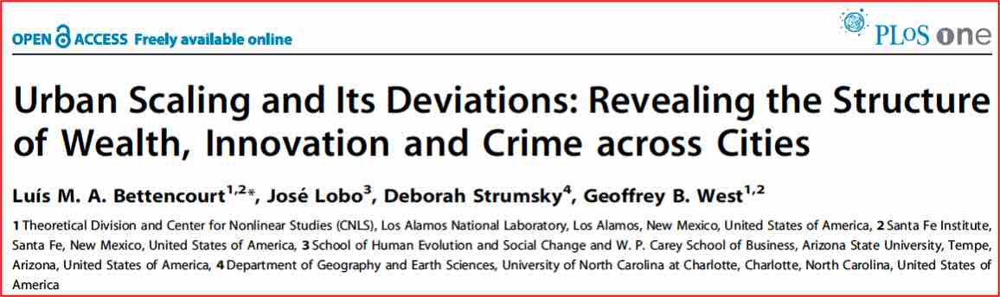 OPEN ACCESS Freely available online
PLoS one
Urban Scaling and Its Deviations: Revealing the Structure
of Wealth, Innovation and Crime across Cities
Luís M. A. Bettencourt1,2*, José Lobo3, Deborah Strumsky4, Geoffrey B. West1,2
1 Theoretical Division and Center for Nonlinear Studies (CNLS), Los Alamos National Laboratory, Los Alamos, New Mexico, United States of America, 2 Santa Fe Institute,
Santa Fe, New Mexico, United States of America, 3 School of Human Evolution and Social Change and W. P. Carey School of Business, Arizona State University, Tempe,
Arizona, United States of America, 4 Department of Geography and Earth Sciences, University of North Carolina at Charlotte, Charlotte, North Carolina, United States of
America